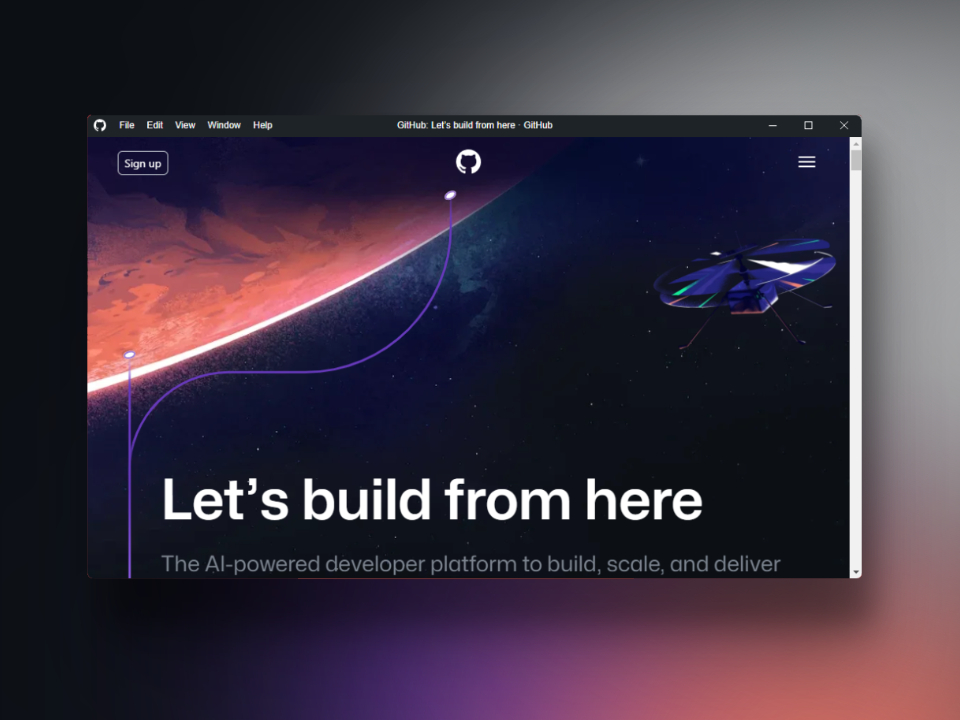 File Edit View Window Help GitHub: Let's build from here · GitHub
Sign up
Let's build from here
The AI-powered developer platform to build, scale, and deliver